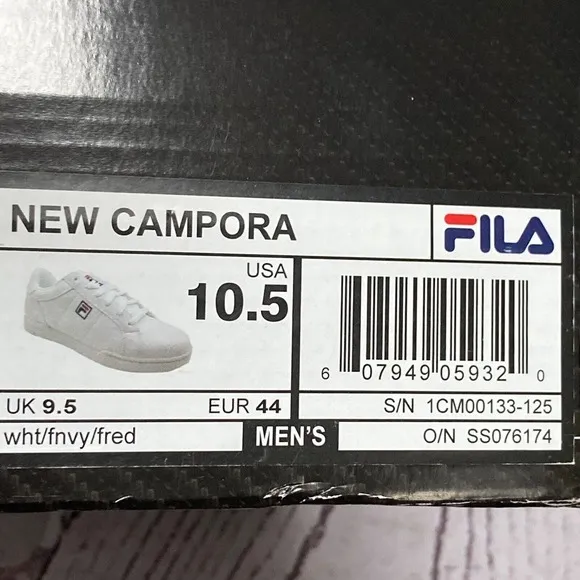 NEW CAMPORA
FILA
USA
10.5
UK 9.5
EUR 44
6 07949 05932 0
S/N 1CM00133-125
wht/fnvy/fred
MEN'S
O/N SS076174